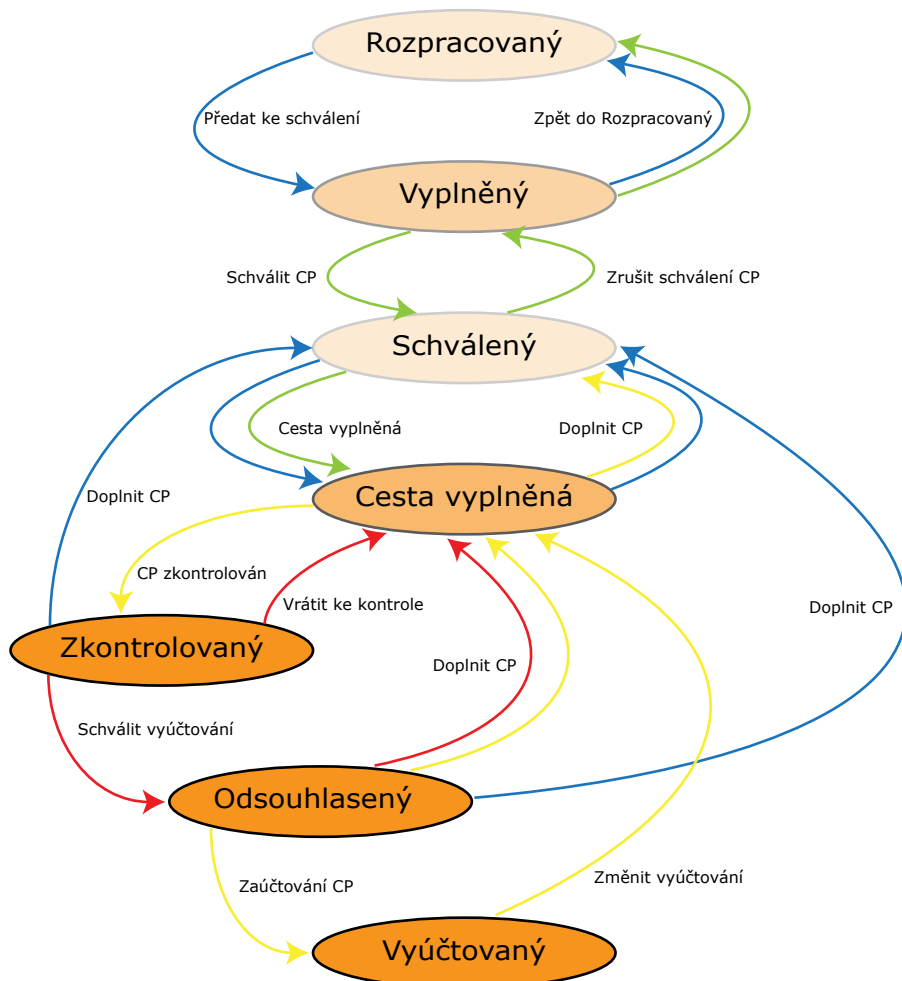 Rozpracovaný
Předat ke schválení
Zpět do Rozpracovaný
Vyplněný
Schválit CP
Zrušit schválení CP
Schválený
Cesta vyplněná
Doplnit CP
Doplnit CP
Cesta vyplněná
CP zkontrolován
Vrátit ke kontrole
Doplnit CP
Zkontrolovaný
Doplnit CP
Schválit vyúčtování
Odsouhlasený
Zaúčtování CP
Změnit vyúčtování
Vyúčtovaný